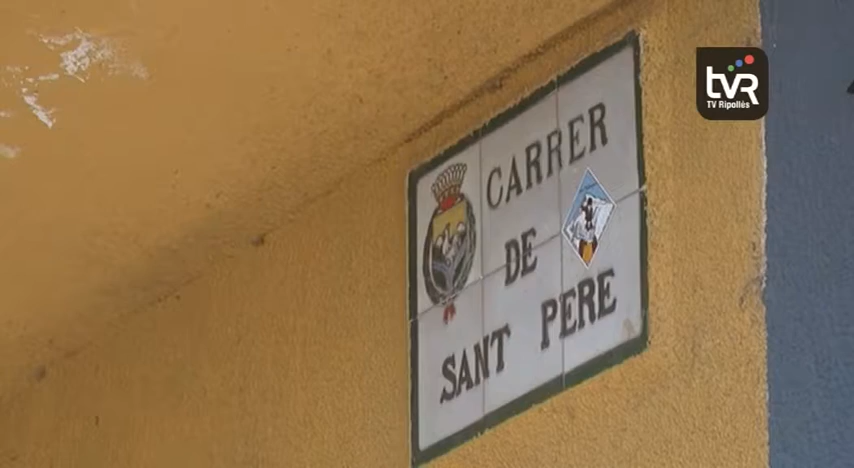 CARRER
DE
SANT PERE
tvR
TV Ripollès